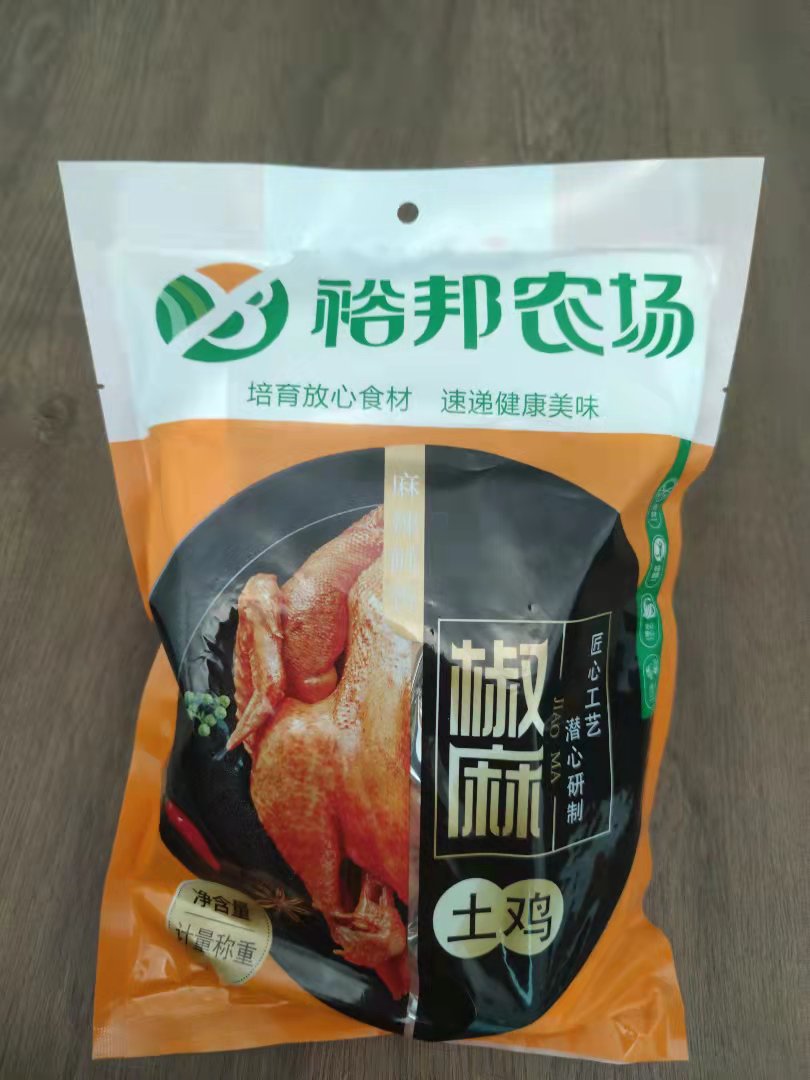 裕邦农场
培育放心食材 速递健康美味
椒麻
JIAO MA
匠心工艺
潜心研制
土鸡
净含量
计量称重